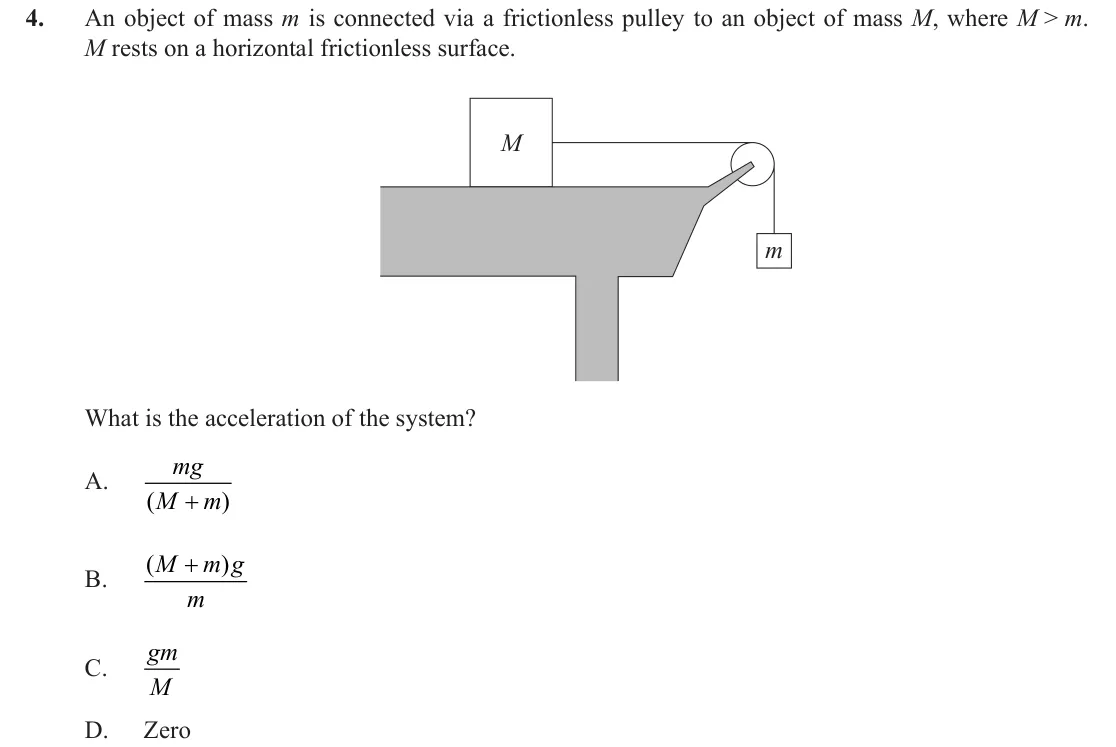 4. An object of mass m is connected via a frictionless pulley to an object of mass M, where M > m.
M rests on a horizontal frictionless surface.
M
m
What is the acceleration of the system?
A. mg
(M + m)
B. (M + m)g
m
C. gm
M
D. Zero